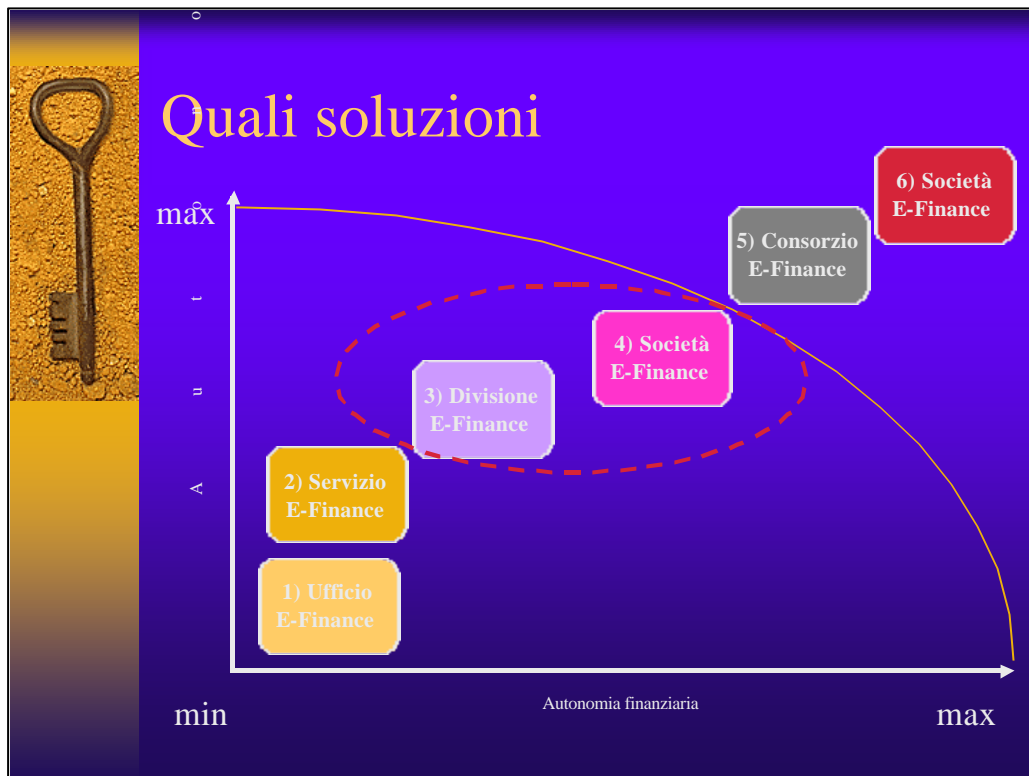 Quali soluzioni
max
A u t o n o
6) Società
E-Finance
5) Consorzio
E-Finance
4) Società
E-Finance
3) Divisione
E-Finance
2) Servizio
E-Finance
1) Ufficio
E-Finance
min
Autonomia finanziaria
max